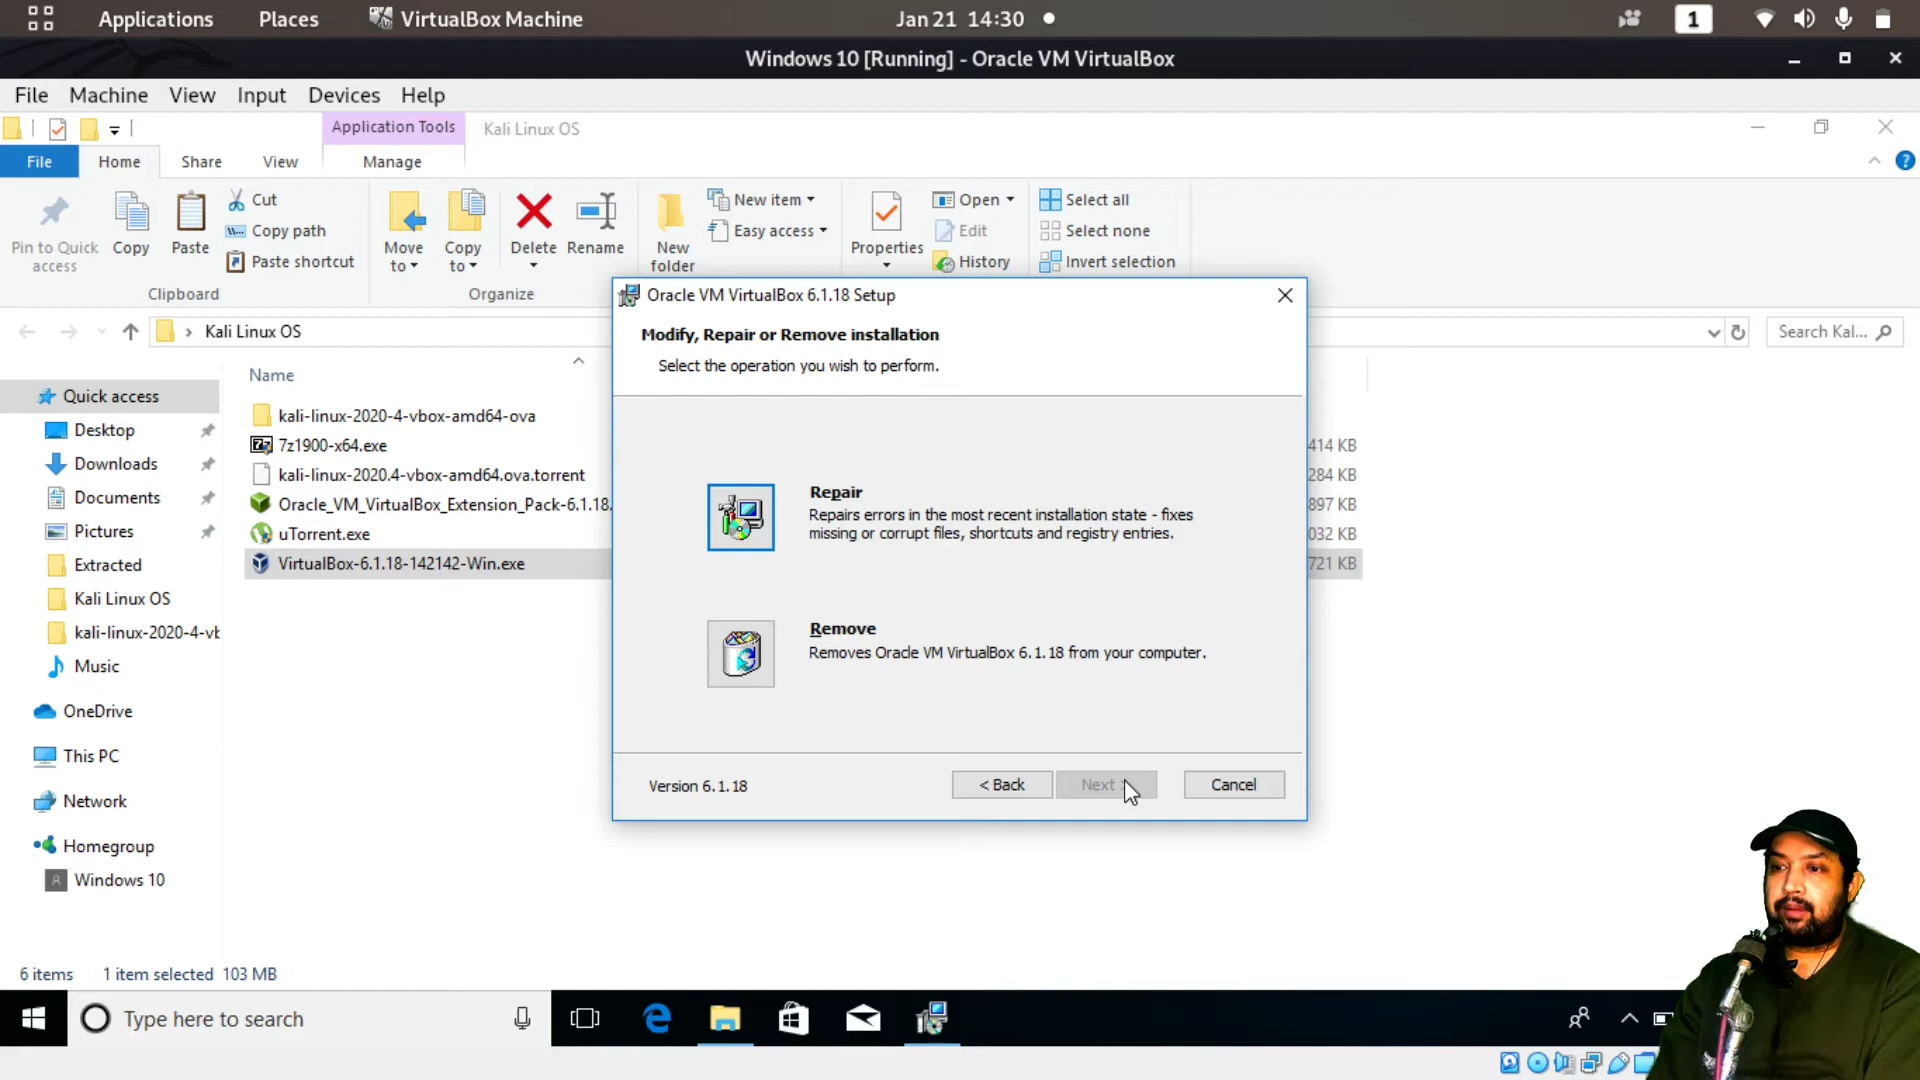 Applications Places VirtualBox Machine Jan 21 14:30 1
Windows 10 [Running] - Oracle VM VirtualBox
File Machine View Input Devices Help
Application Tools Kali Linux OS
File Home Share View Manage
Pin to Quick access
Copy
Paste
Cut
Copy path
Paste shortcut
Clipboard
Move to
Copy to
Delete
Rename
Organize
New folder
New item
Easy access
Properties
Open
Edit
History
Select all
Select none
Invert selection
Kali Linux OS
Search Kal...
Quick access
Desktop
Downloads
Documents
Pictures
Extracted
Kali Linux OS
kali-linux-2020-4-vb
Music
OneDrive
This PC
Network
Homegroup
Windows 10
Name
kali-linux-2020-4-vbox-amd64-ova
7z1900-x64.exe 414 KB
kali-linux-2020.4-vbox-amd64.ova.torrent 284 KB
Oracle_VM_VirtualBox_Extension_Pack-6.1.18. 897 KB
uTorrent.exe 032 KB
VirtualBox-6.1.18-142142-Win.exe 721 KB
Oracle VM VirtualBox 6.1.18 Setup
Modify, Repair or Remove installation
Select the operation you wish to perform.
Repair
Repairs errors in the most recent installation state - fixes
missing or corrupt files, shortcuts and registry entries.
Remove
Removes Oracle VM VirtualBox 6.1.18 from your computer.
Version 6.1.18 < Back Next Cancel
6 items 1 item selected 103 MB
Type here to search